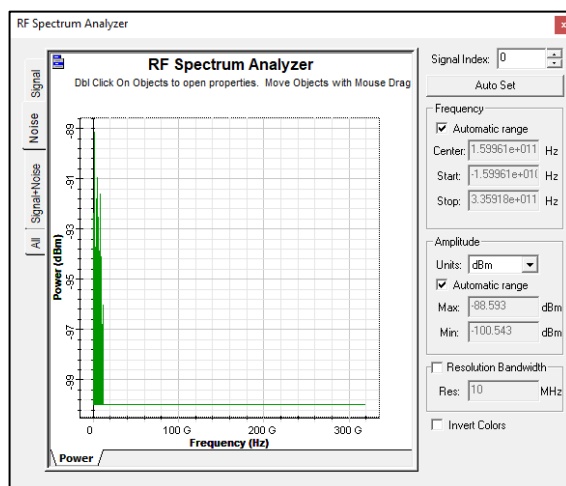 RF Spectrum Analyzer
x
Signal Index: 0
Auto Set
Signal
Noise
Signal+Noise
All
RF Spectrum Analyzer
Dbl Click On Objects to open properties. Move Objects with Mouse Drag
Power (dBm)
-89
-91
-93
-95
-97
-99
0
100 G
200 G
300 G
Frequency (Hz)
Power
Frequency
Automatic range
Center: 1.59961e+011 Hz
Start: -1.59961e+010 Hz
Stop: 3.35918e+011 Hz
Amplitude
Units: dBm
Automatic range
Max: -88.593 dBm
Min: -100.543 dBm
Resolution Bandwidth
Res: 10 MHz
Invert Colors